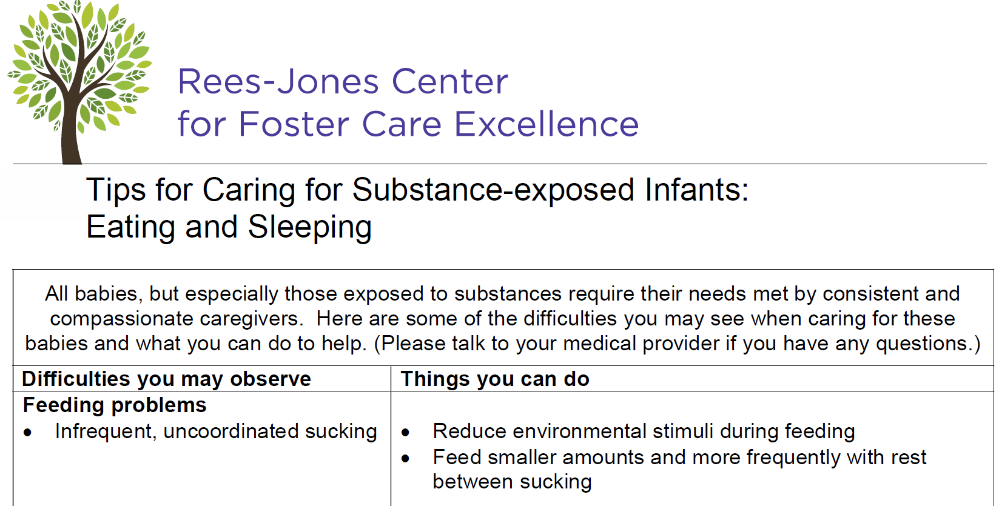 Rees-Jones Center
for Foster Care Excellence
Tips for Caring for Substance-exposed Infants:
Eating and Sleeping
All babies, but especially those exposed to substances require their needs met by consistent and
compassionate caregivers.  Here are some of the difficulties you may see when caring for these
babies and what you can do to help. (Please talk to your medical provider if you have any questions.)
Difficulties you may observe
Things you can do
Feeding problems
• Infrequent, uncoordinated sucking
• Reduce environmental stimuli during feeding
• Feed smaller amounts and more frequently with rest
between sucking